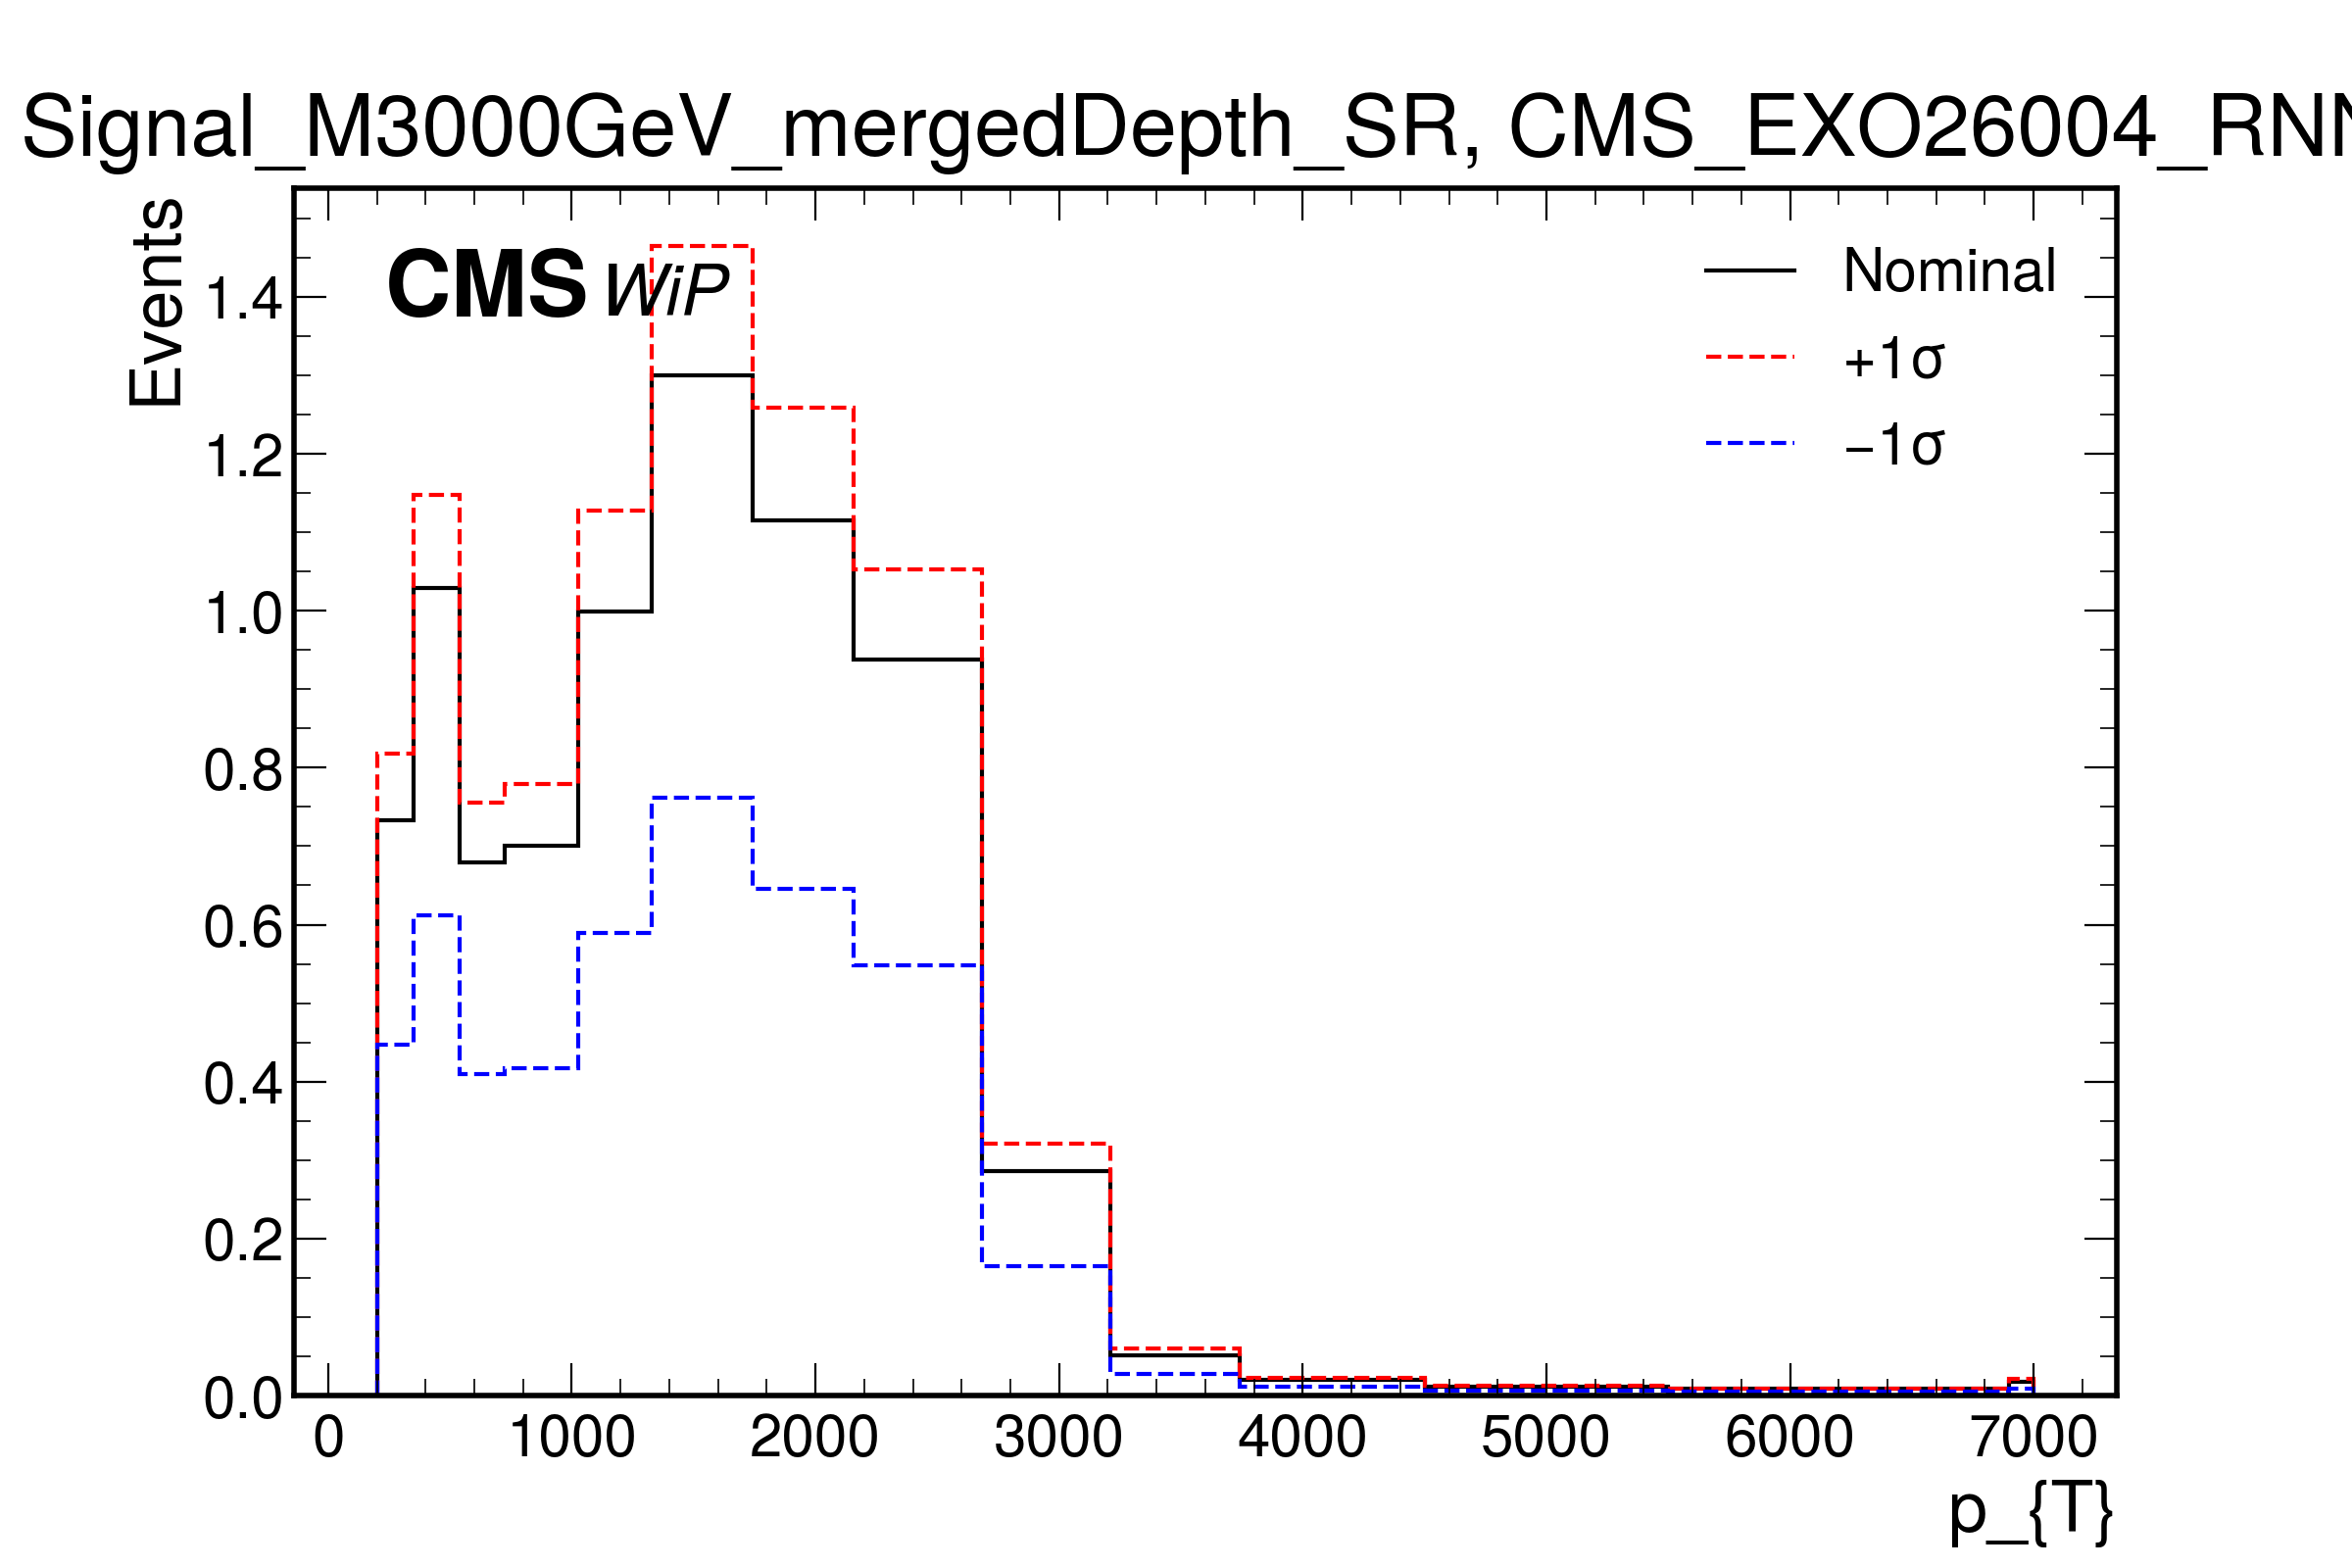 Signal_M3000GeV_mergedDepth_SR, CMS_EXO26004_RNN
Events
CMS WiP
Nominal
+1σ
−1σ
1.4
1.2
1.0
0.8
0.6
0.4
0.2
0.0
0 1000 2000 3000 4000 5000 6000 7000
p_{T}